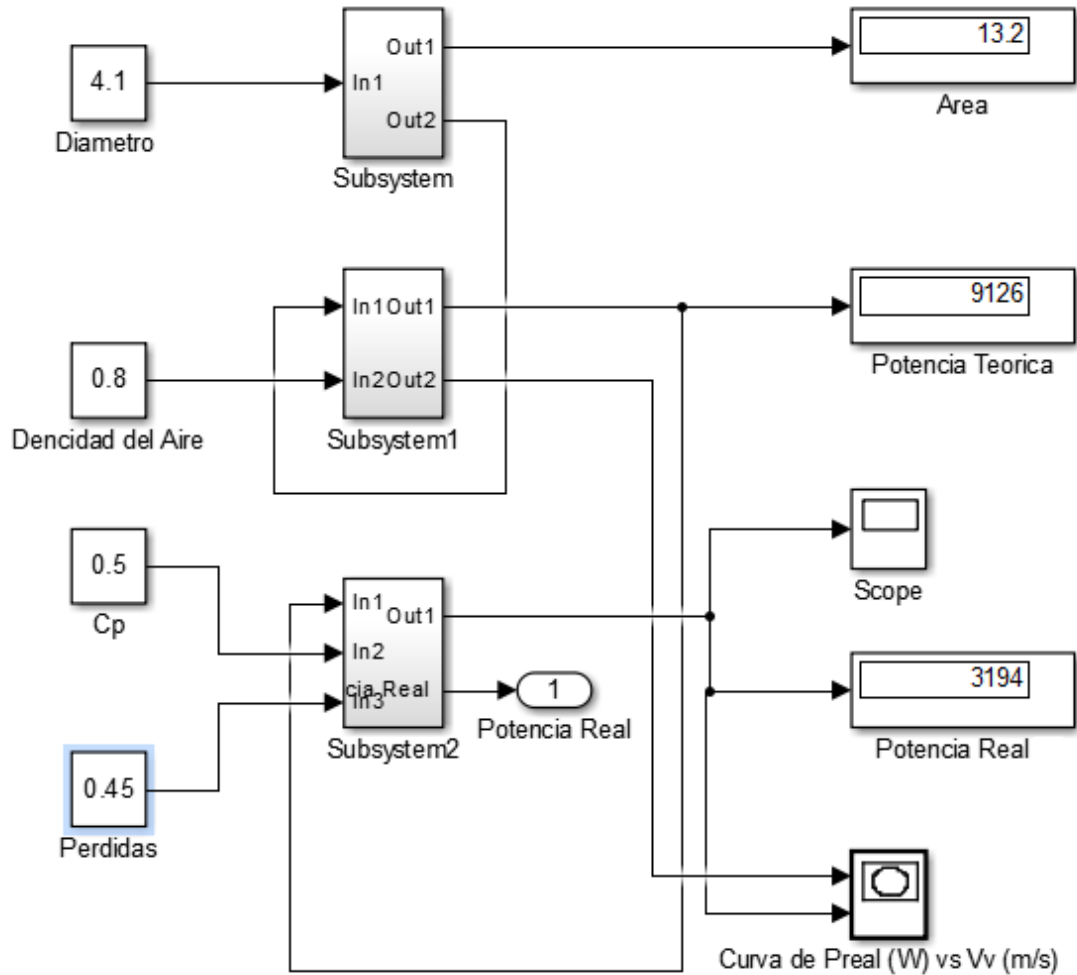 4.1
Diametro
In1
Out1
Out2
Subsystem
13.2
Area
0.8
Dencidad del Aire
In1Out1
In2Out2
Subsystem1
9126
Potencia Teorica
0.5
Cp
0.45
Perdidas
In1
Out1
In2
cia Real
In3
Subsystem2
1
Potencia Real
Scope
3194
Potencia Real
Curva de Preal (W) vs Vv (m/s)